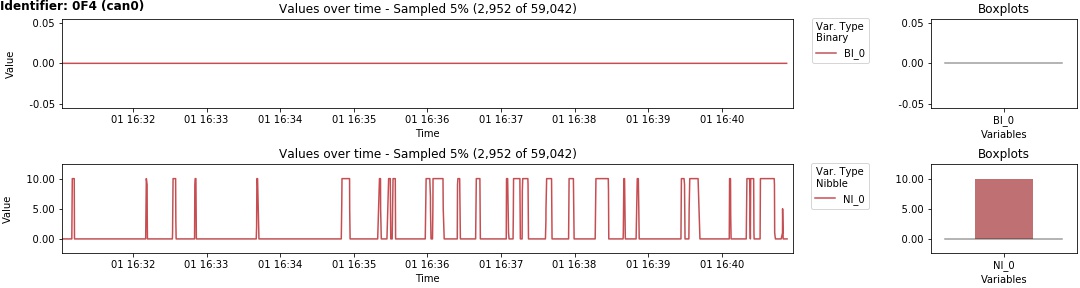 Identifier: 0F4 (can0)
Values over time - Sampled 5% (2,952 of 59,042)
Boxplots
Value
0.05
0.00
-0.05
01 16:32 01 16:33 01 16:34 01 16:35 01 16:36 01 16:37 01 16:38 01 16:39 01 16:40
Time
Var. Type
Binary
BI_0
0.05
0.00
-0.05
BI_0
Variables
Values over time - Sampled 5% (2,952 of 59,042)
Boxplots
Value
10.00
5.00
0.00
01 16:32 01 16:33 01 16:34 01 16:35 01 16:36 01 16:37 01 16:38 01 16:39 01 16:40
Time
Var. Type
Nibble
NI_0
10.00
5.00
0.00
NI_0
Variables